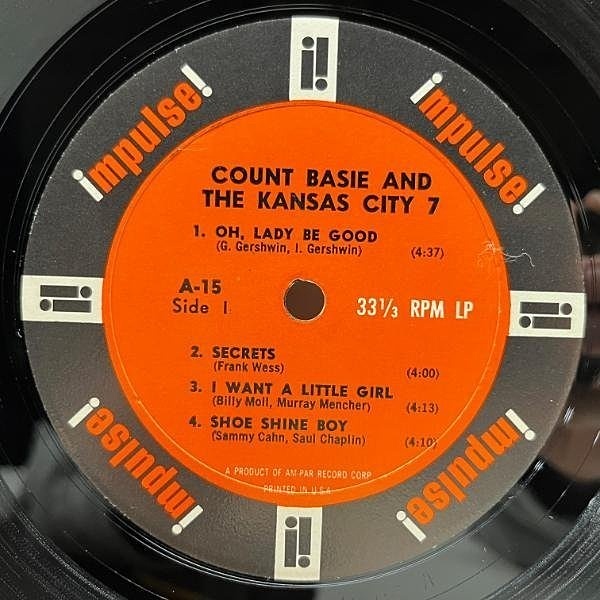 impulse!
impulse!
COUNT BASIE AND
THE KANSAS CITY 7
1. OH, LADY BE GOOD
(G. Gershwin, I. Gershwin) (4:37)
A-15
Side I 33⅓ RPM LP
2. SECRETS
(Frank Wess) (4:00)
3. I WANT A LITTLE GIRL
(Billy Moll, Murray Mencher) (4:13)
4. SHOE SHINE BOY
(Sammy Cahn, Saul Chaplin) (4:10)
A PRODUCT OF AM-PAR RECORD CORP.
PRINTED IN U.S.A.
impulse!
impulse!